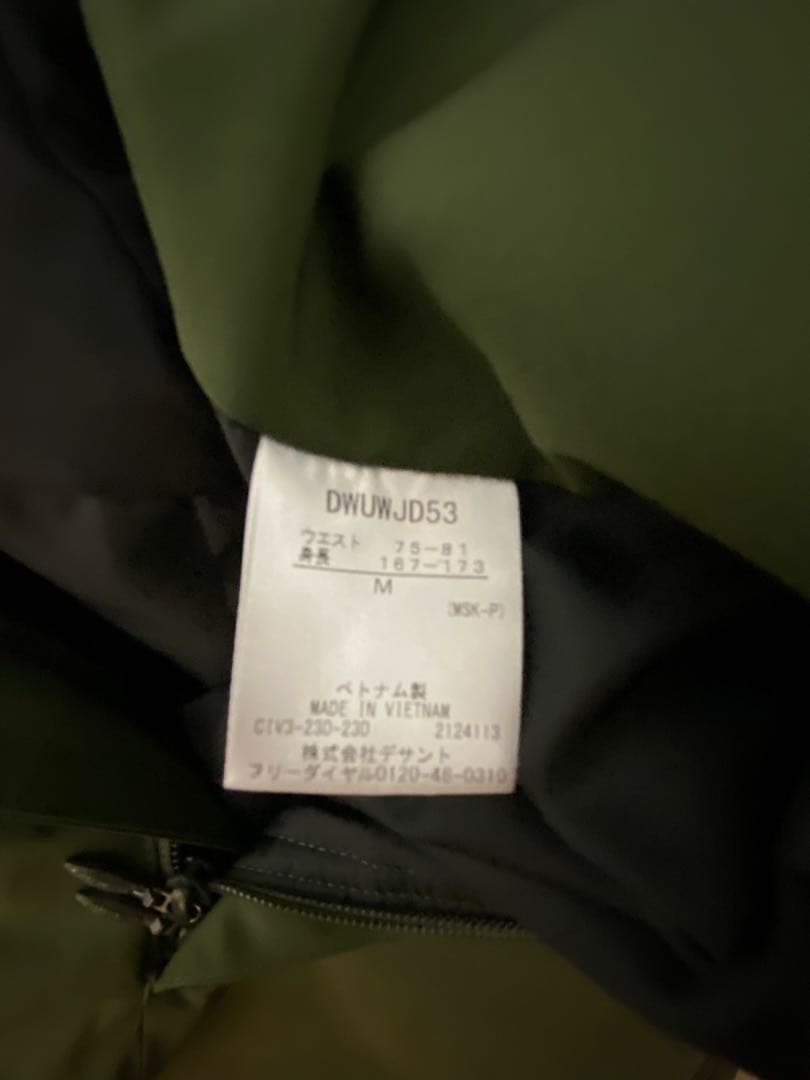 DWUWJD53
ウエスト 75-81
身長 167-173
M
(MSK-P)
ベトナム製
MADE IN VIETNAM
CIV3-23D-23D 2124113
株式会社デサント
フリーダイヤル0120-46-0310